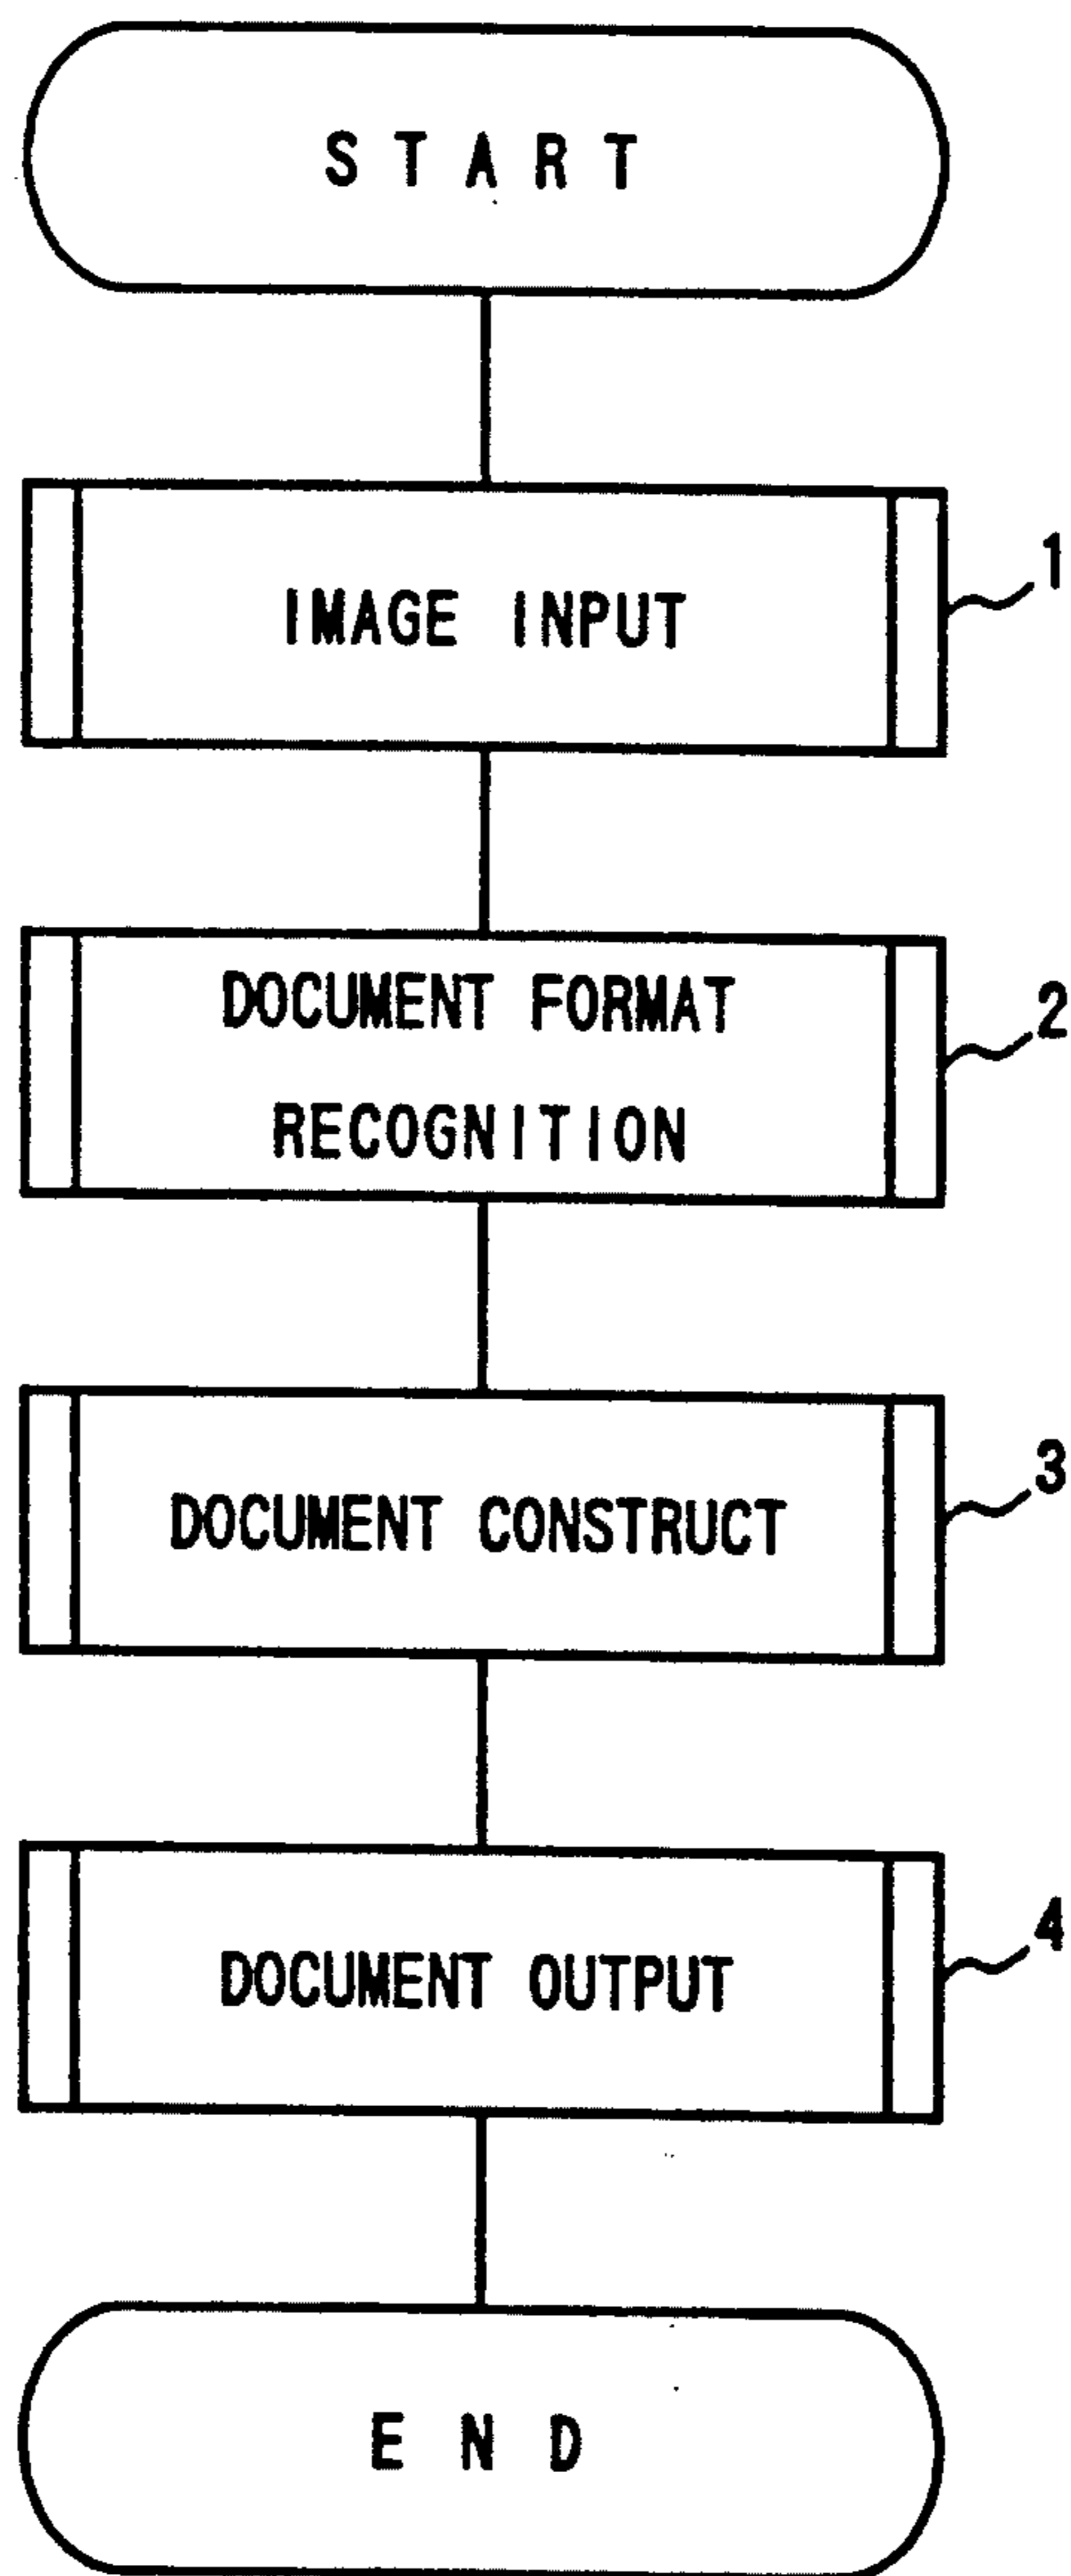 START
IMAGE INPUT
1
DOCUMENT FORMAT
RECOGNITION
2
DOCUMENT CONSTRUCT
3
DOCUMENT OUTPUT
4
END